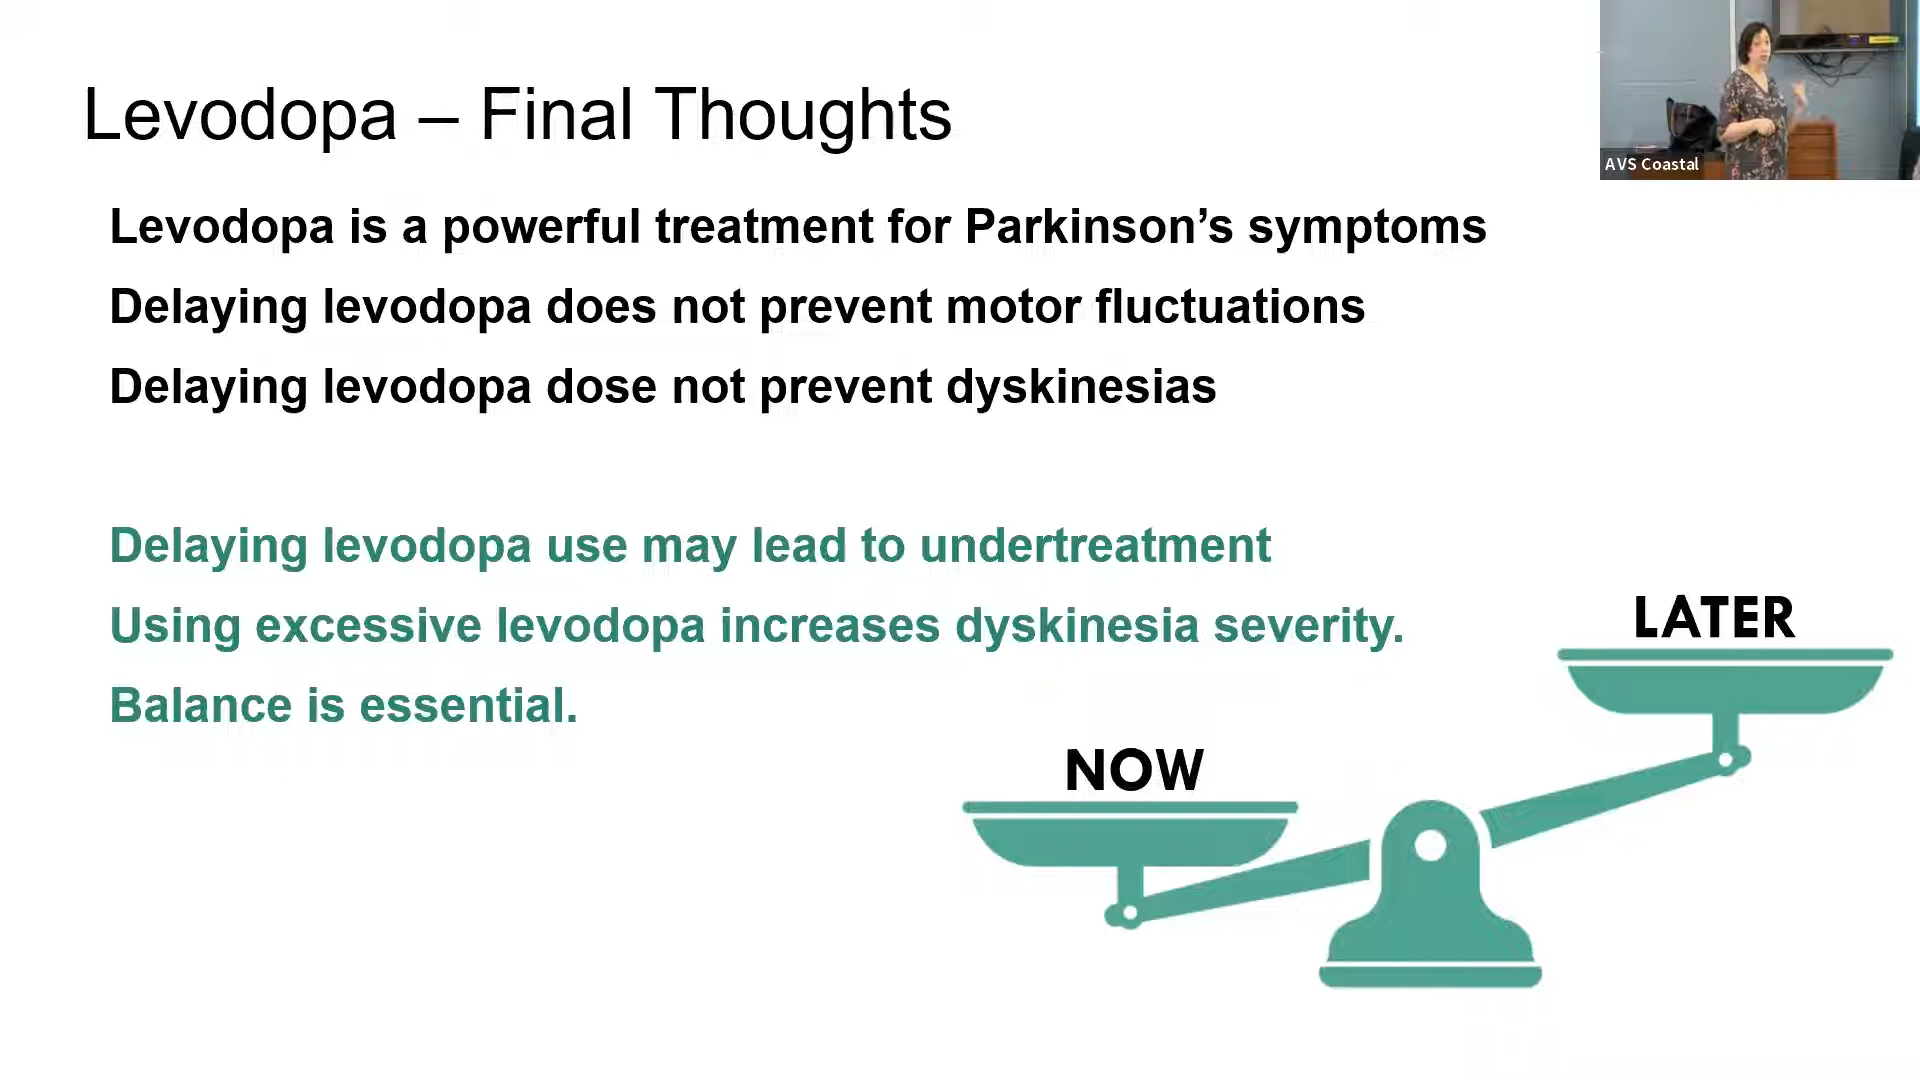 Levodopa – Final Thoughts
AVS Coastal
Levodopa is a powerful treatment for Parkinson’s symptoms
Delaying levodopa does not prevent motor fluctuations
Delaying levodopa dose not prevent dyskinesias
Delaying levodopa use may lead to undertreatment
Using excessive levodopa increases dyskinesia severity.
Balance is essential.
LATER
NOW